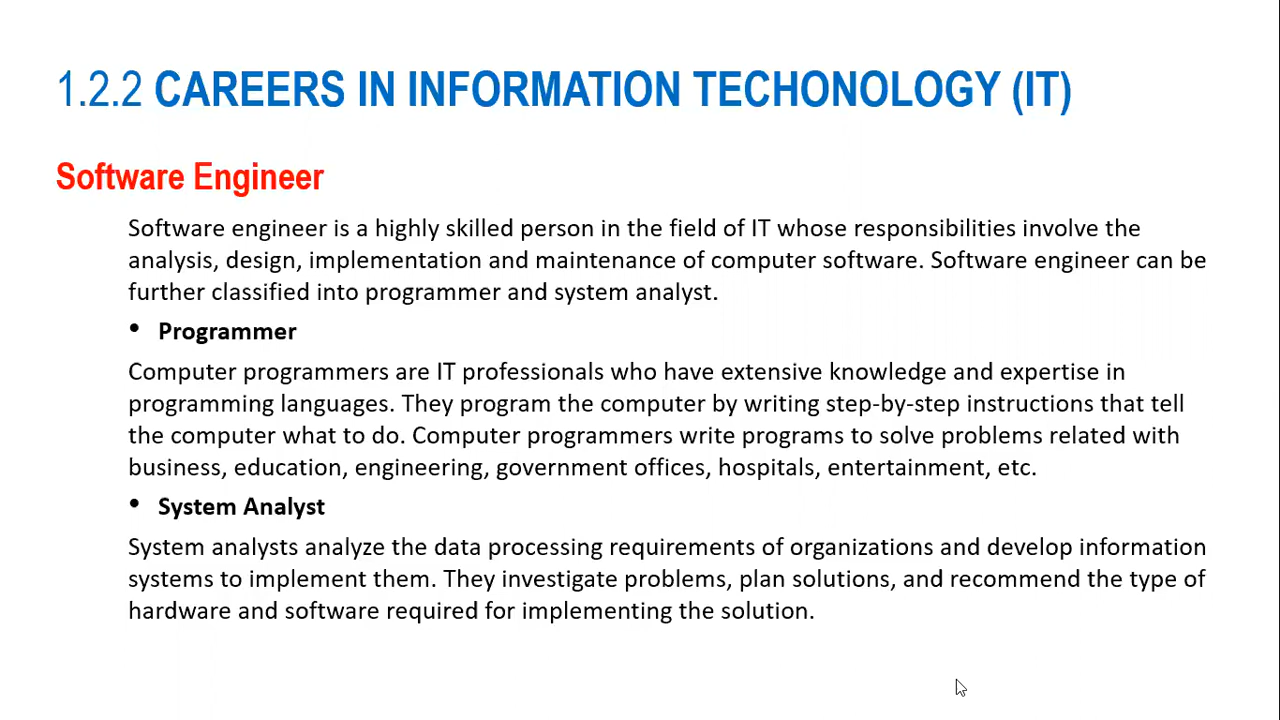 1.2.2 CAREERS IN INFORMATION TECHONOLOGY (IT)
Software Engineer
Software engineer is a highly skilled person in the field of IT whose responsibilities involve the
analysis, design, implementation and maintenance of computer software. Software engineer can be
further classified into programmer and system analyst.
• Programmer
Computer programmers are IT professionals who have extensive knowledge and expertise in
programming languages. They program the computer by writing step-by-step instructions that tell
the computer what to do. Computer programmers write programs to solve problems related with
business, education, engineering, government offices, hospitals, entertainment, etc.
• System Analyst
System analysts analyze the data processing requirements of organizations and develop information
systems to implement them. They investigate problems, plan solutions, and recommend the type of
hardware and software required for implementing the solution.